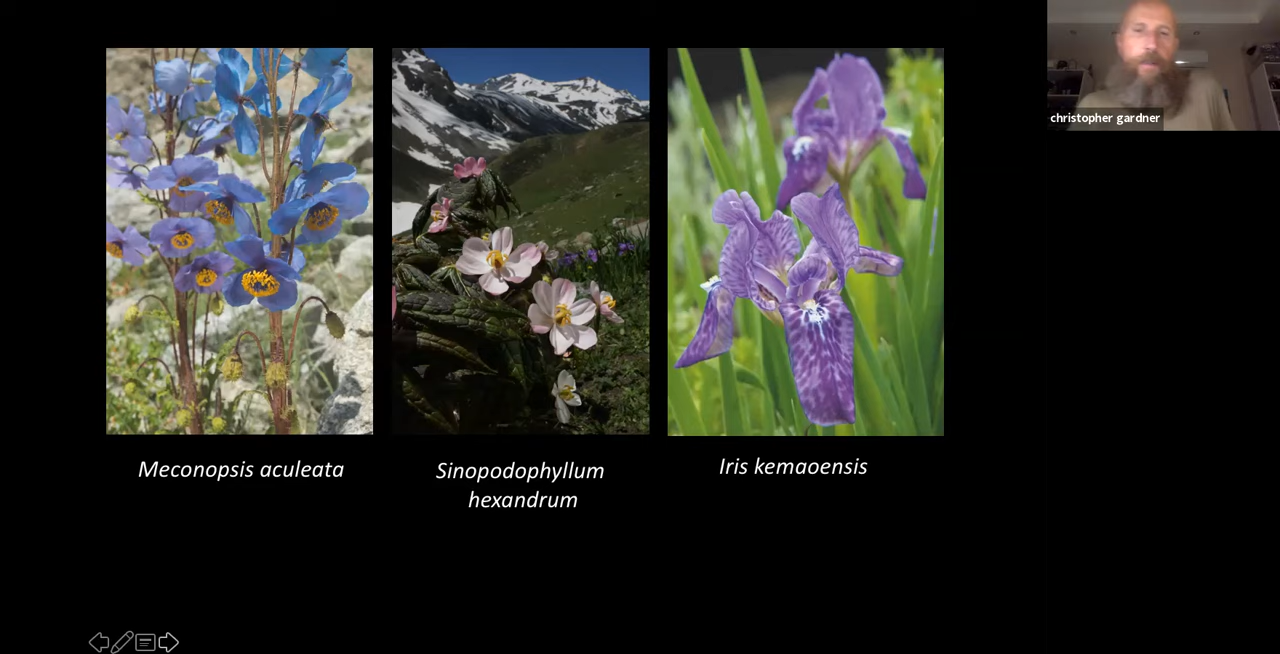 christopher gardner
Meconopsis aculeata
Sinopodophyllum
hexandrum
Iris kemaoensis